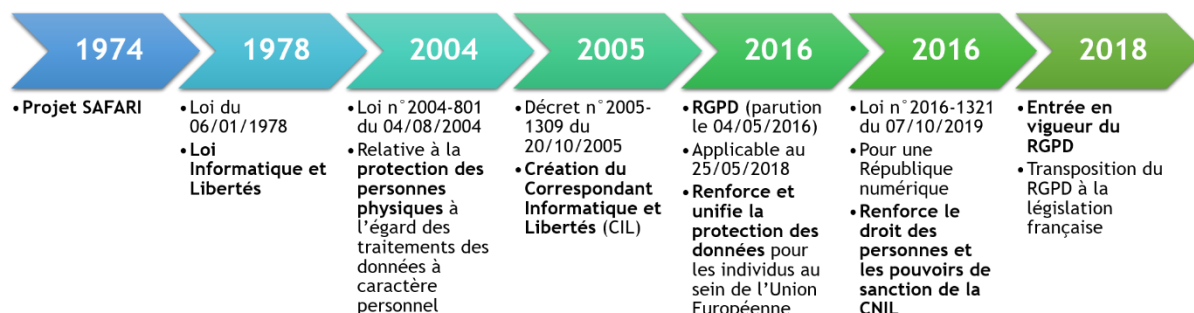 1974
1978
2004
2005
2016
2016
2018
•Projet SAFARI
•Loi du
06/01/1978
•Loi
Informatique et
Libertés
•Loi n°2004-801
du 04/08/2004
•Relative à la
protection des
personnes
physiques à
l'égard des
traitements des
données à
caractère
personnel
•Décret n°2005-
1309 du
20/10/2005
•Création du
Correspondant
Informatique et
Libertés (CIL)
•RGPD (parution
le 04/05/2016)
•Applicable au
25/05/2018
•Renforce et
unifie la
protection des
données pour
les individus au
sein de l'Union
Européenne
•Loi n°2016-1321
du 07/10/2019
•Pour une
République
numérique
•Renforce le
droit des
personnes et
les pouvoirs de
sanction de la
CNIL
•Entrée en
vigueur du
RGPD
•Transposition du
RGPD à la
législation
française